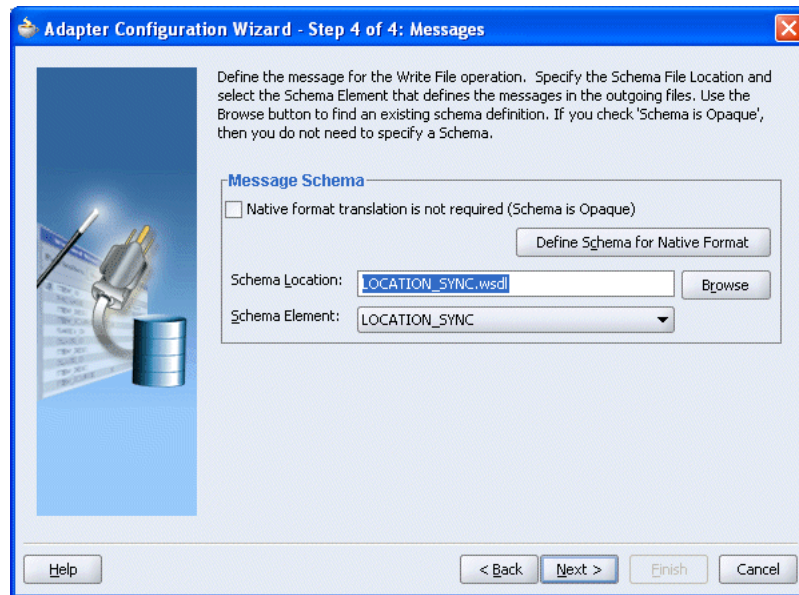 Adapter Configuration Wizard - Step 4 of 4: Messages
Define the message for the Write File operation. Specify the Schema File Location and
select the Schema Element that defines the messages in the outgoing files. Use the
Browse button to find an existing schema definition. If you check 'Schema is Opaque',
then you do not need to specify a Schema.
Message Schema
Native format translation is not required (Schema is Opaque)
Define Schema for Native Format
Schema Location: LOCATION_SYNC.wsdl Browse
Schema Element: LOCATION_SYNC
Help < Back Next > Finish Cancel